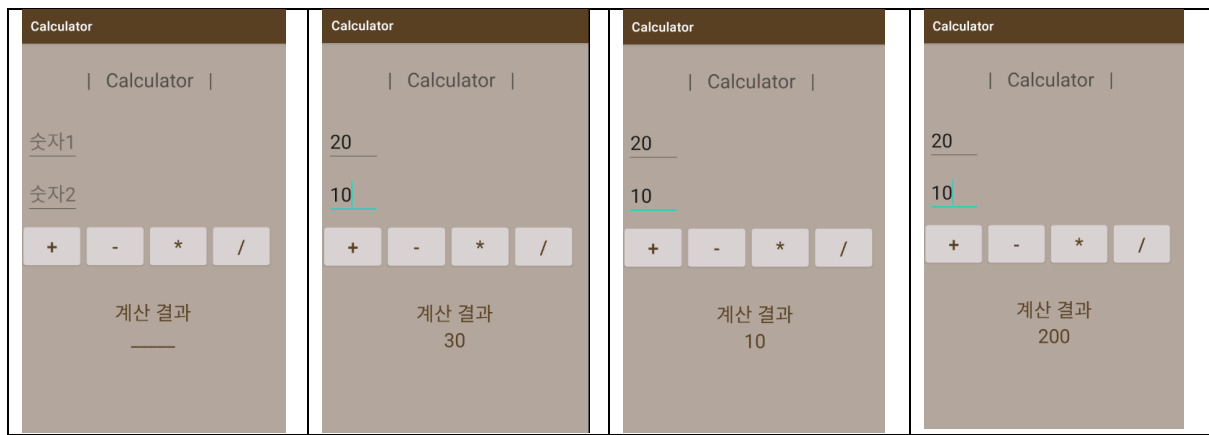 Calculator
| Calculator |
숫자1
숫자2
+ - * /
계산 결과
_____
Calculator
| Calculator |
20
10
+ - * /
계산 결과
30
Calculator
| Calculator |
20
10
+ - * /
계산 결과
10
Calculator
| Calculator |
20
10
+ - * /
계산 결과
200